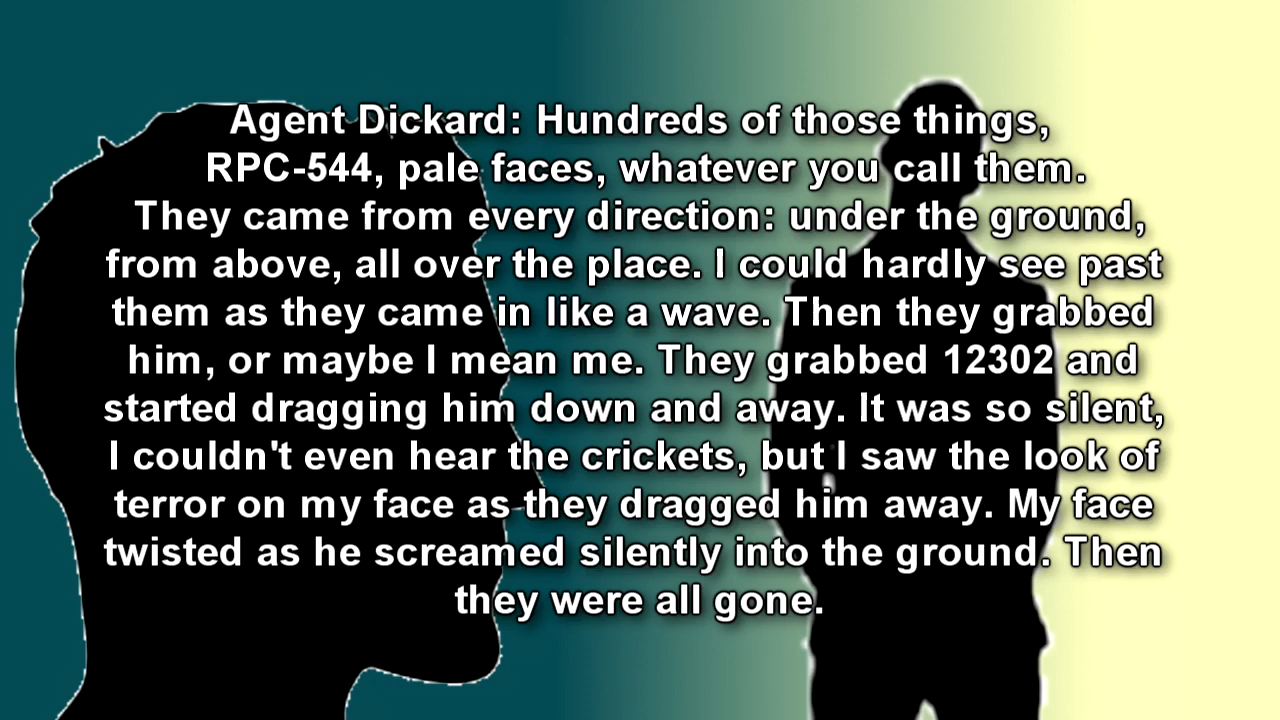 Agent Dickard: Hundreds of those things,
RPC-544, pale faces, whatever you call them.
They came from every direction: under the ground,
from above, all over the place. I could hardly see past
them as they came in like a wave. Then they grabbed
him, or maybe I mean me. They grabbed 12302 and
started dragging him down and away. It was so silent,
I couldn't even hear the crickets, but I saw the look of
terror on my face as they dragged him away. My face
twisted as he screamed silently into the ground. Then
they were all gone.